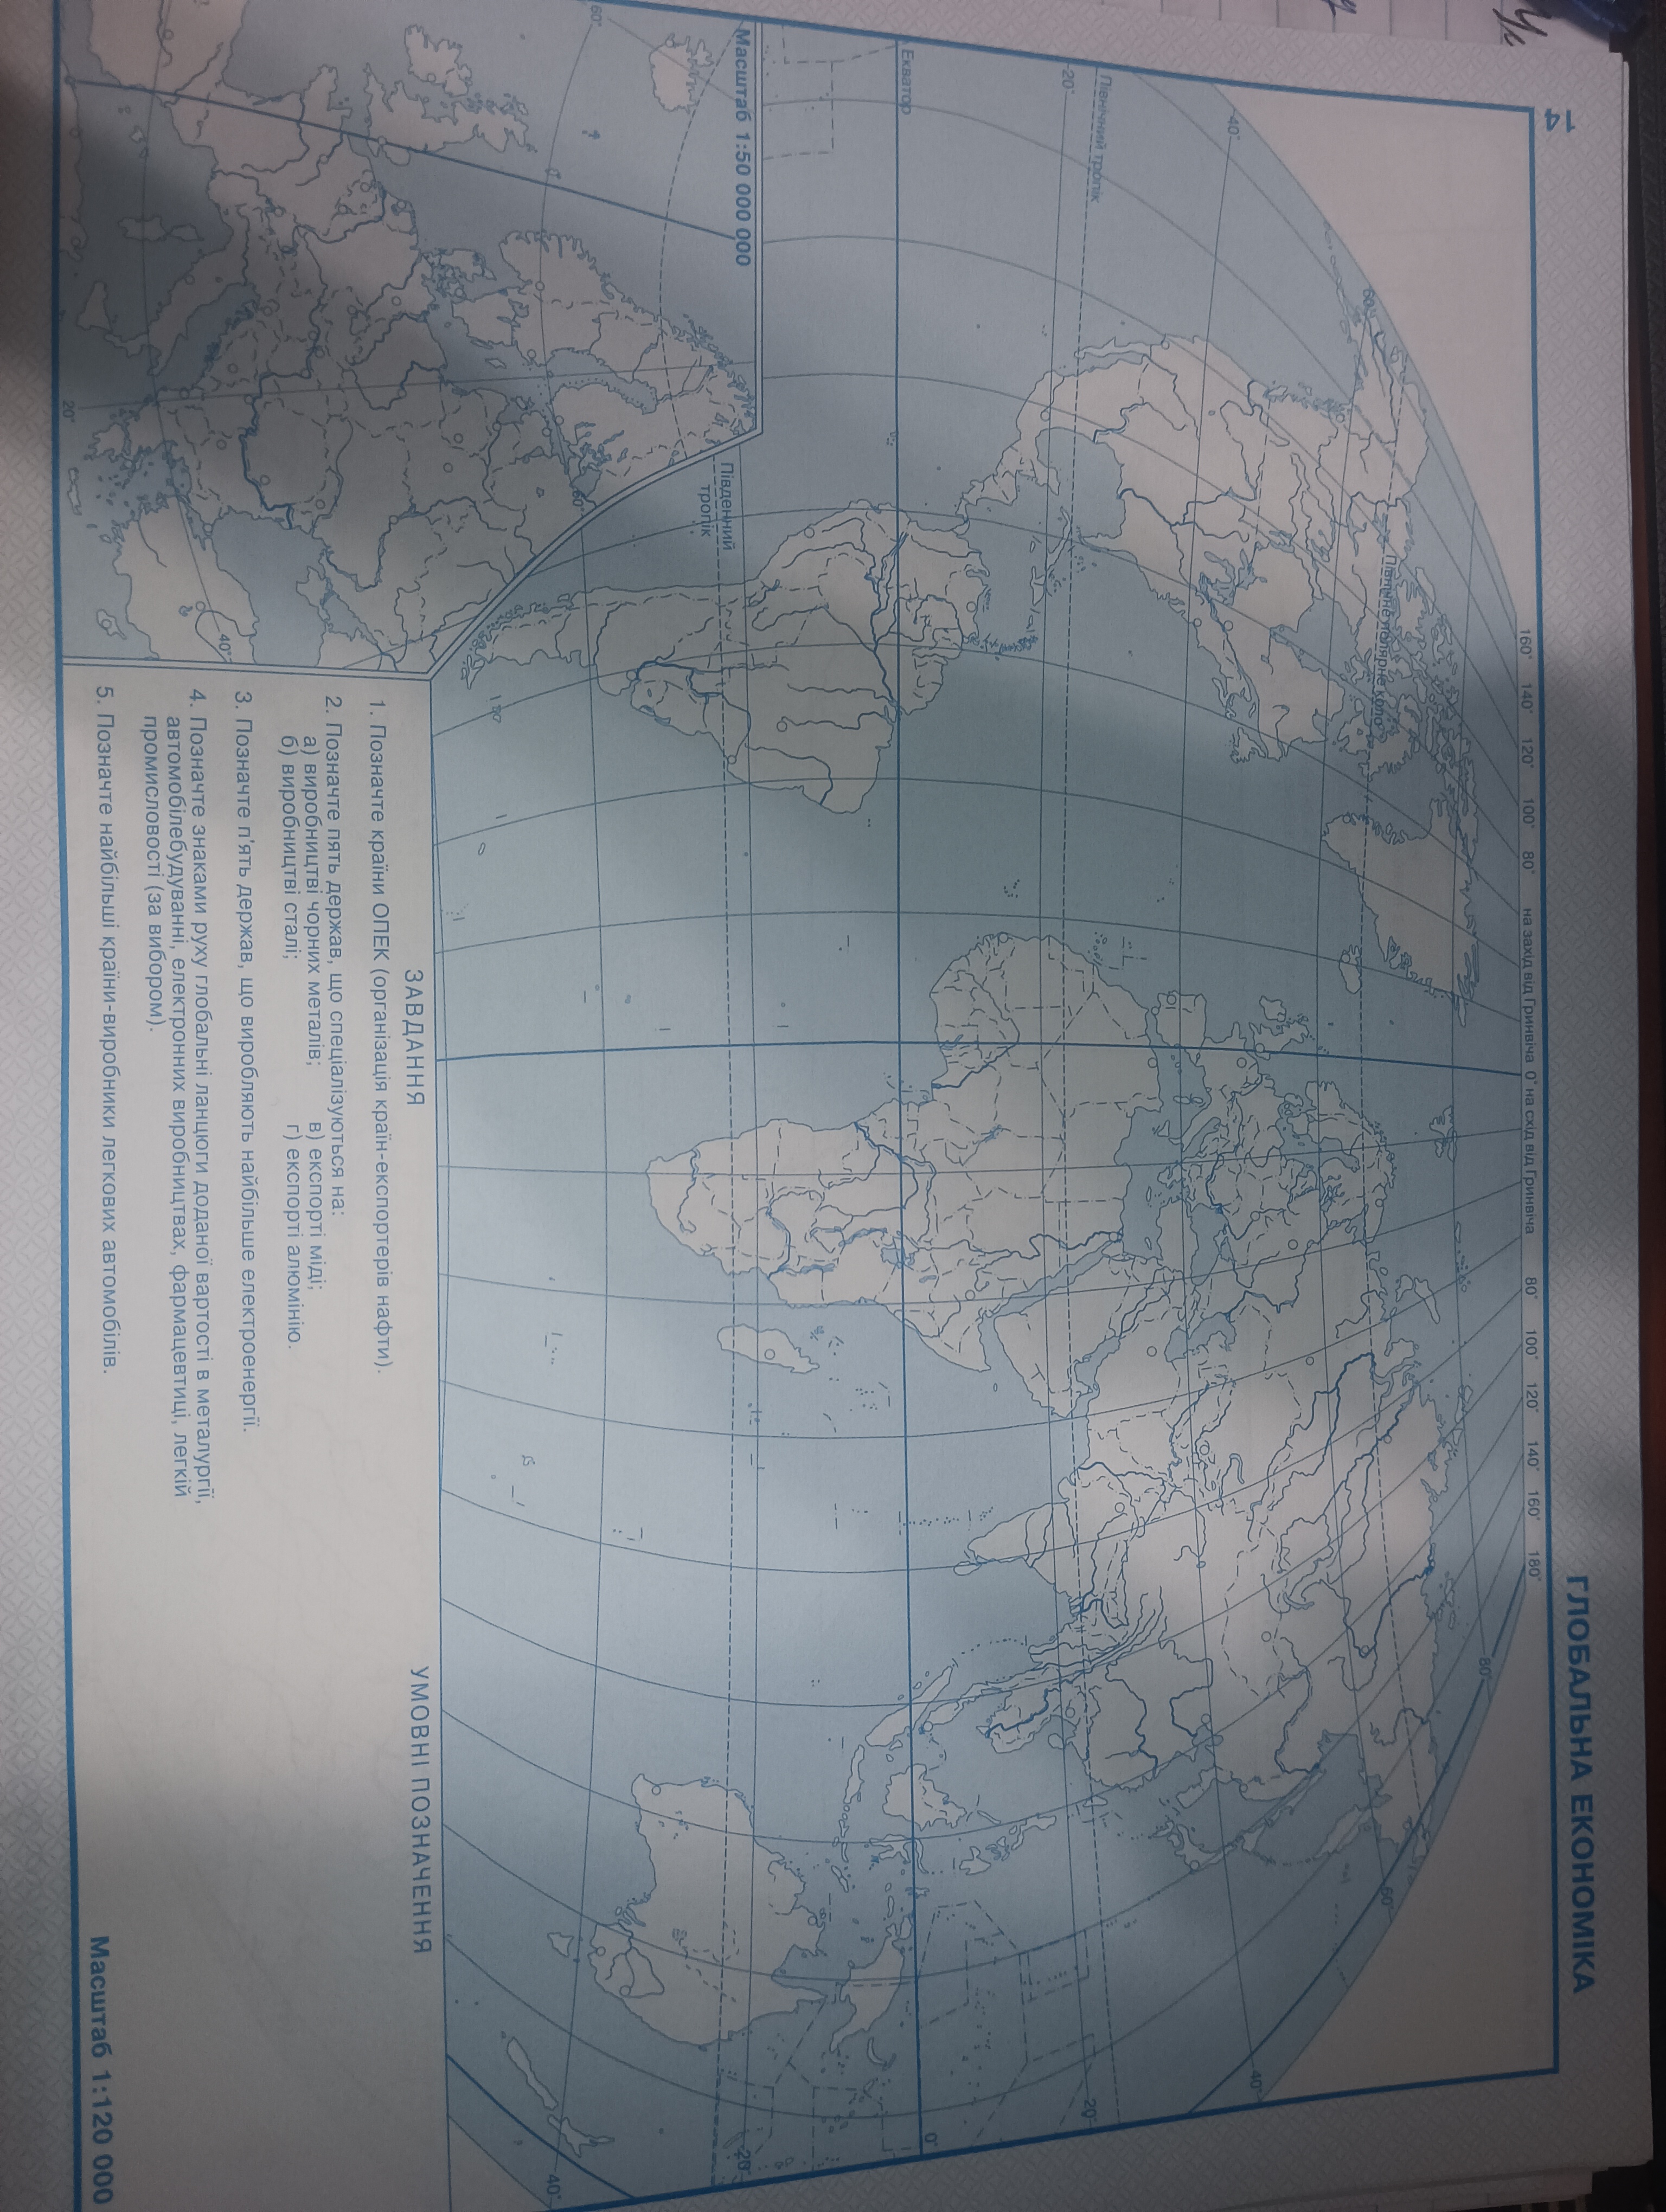 14
ГЛОБАЛЬНА ЕКОНОМІКА
160° 140° 120° 100° 80° на захід від Гринвіча 0° на схід від Гринвіча 80° 100° 120° 140° 160° 180°
80°
60°
60°
Північне полярне коло
40°
40°
Північний тропік
20°
20°
Екватор
0°
Південний
тропік
20°
40°
Масштаб 1:50 000 000
60°
60°
40°
20°
ЗАВДАННЯ
1. Позначте країни ОПЕК (організація країн-експортерів нафти).
2. Позначте пять держав, що спеціалізуються на:
а) виробництві чорних металів;
в) експорті міді;
б) виробництві сталі;
г) експорті алюмінію.
3. Позначте п'ять держав, що виробляють найбільше електроенергії.
4. Позначте знаками руху глобальні ланцюги доданої вартості в металургії,
автомобілебудуванні, електронних виробництвах, фармацевтиці, легкій
промисловості (за вибором).
5. Позначте найбільші країни-виробники легкових автомобілів.
УМОВНІ ПОЗНАЧЕННЯ
Масштаб 1:120 000